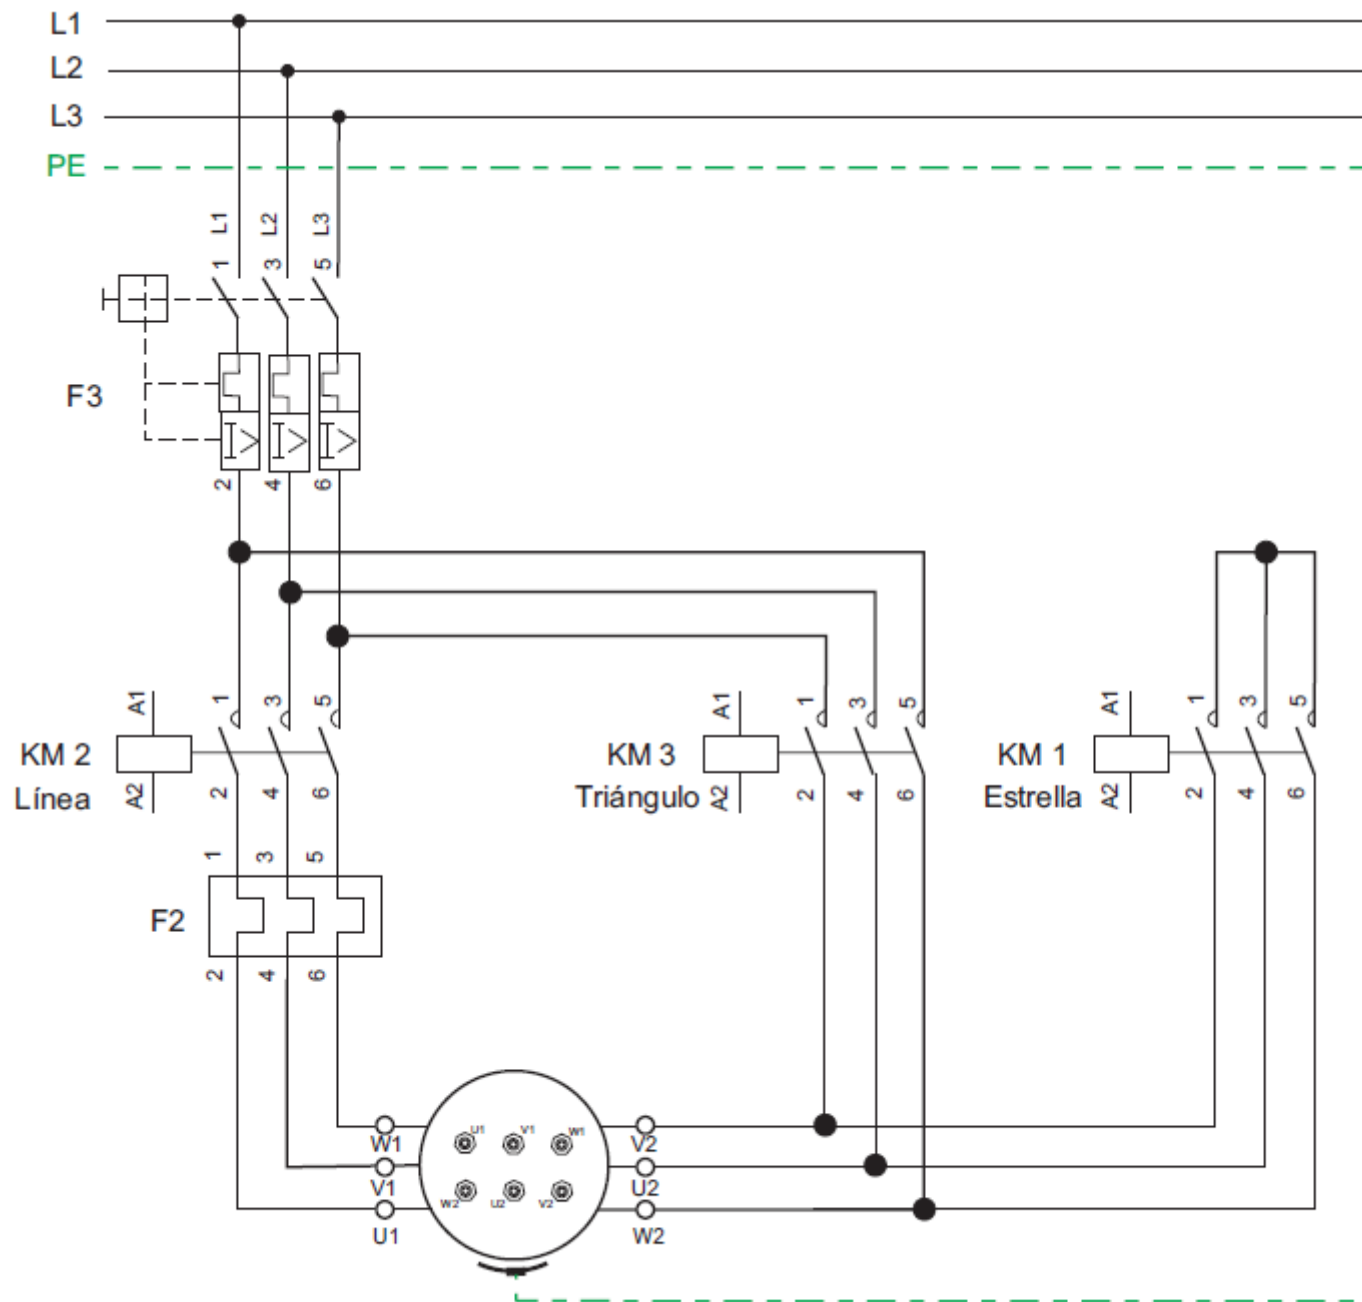 L1
L2
L3
PE
L1 L2 L3
1 3 5
F3
2 4 6
A1 1 3 5 A1 1 3 5 A1 1 3 5
KM 2 KM 3 KM 1
Línea Triángulo Estrella
A2 2 4 6 A2 2 4 6 A2 2 4 6
1 3 5
F2
2 4 6
U1 V1 W1
W1 V2
V1 U2
W2 U2 V2
U1 W2